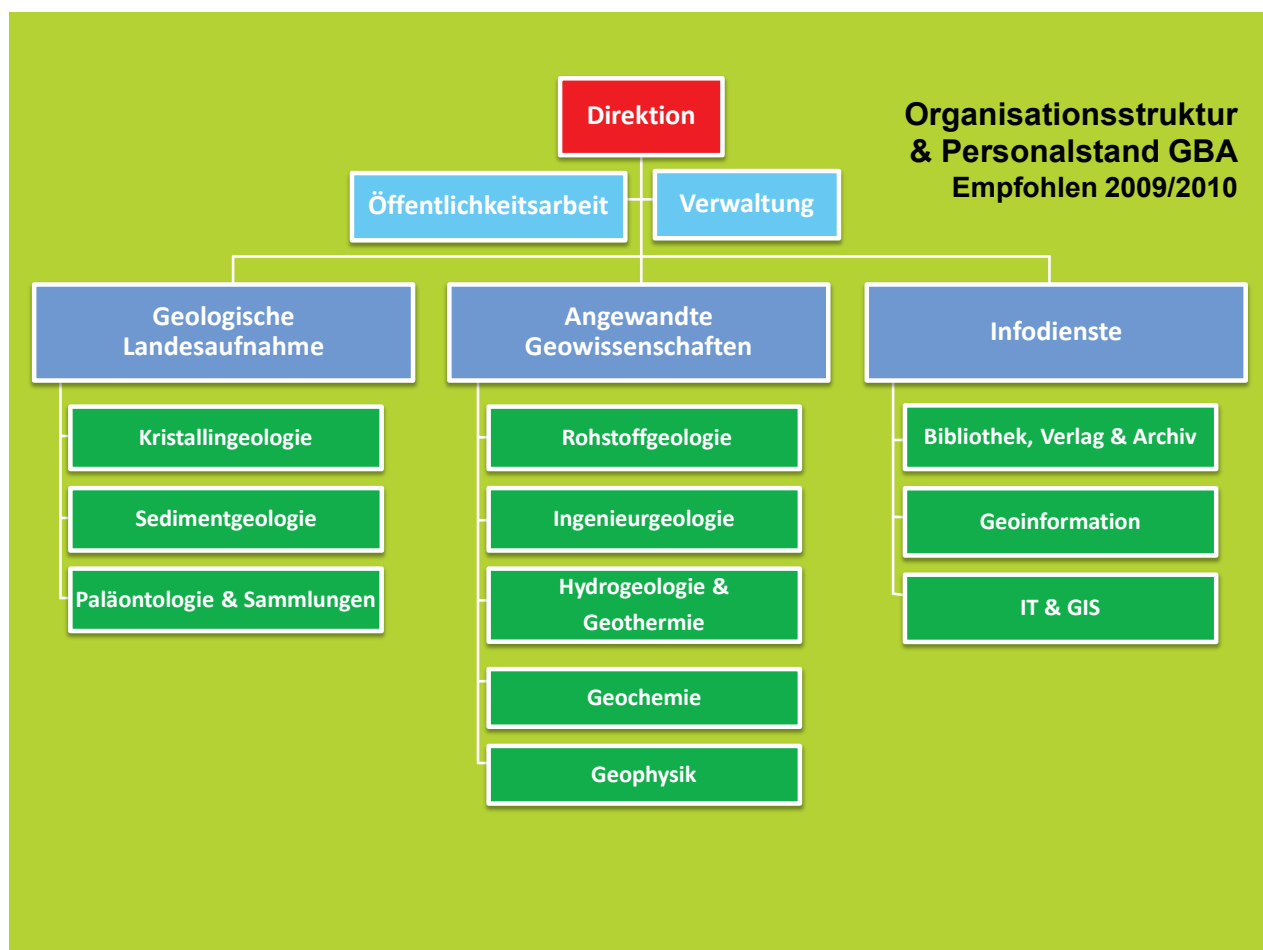 Direktion
Organisationsstruktur
& Personalstand GBA
Empfohlen 2009/2010
Öffentlichkeitsarbeit
Verwaltung
Geologische
Landesaufnahme
Kristallingeologie
Sedimentgeologie
Paläontologie & Sammlungen
Angewandte
Geowissenschaften
Rohstoffgeologie
Ingenieurgeologie
Hydrogeologie &
Geothermie
Geochemie
Geophysik
Infodienste
Bibliothek, Verlag & Archiv
Geoinformation
IT & GIS